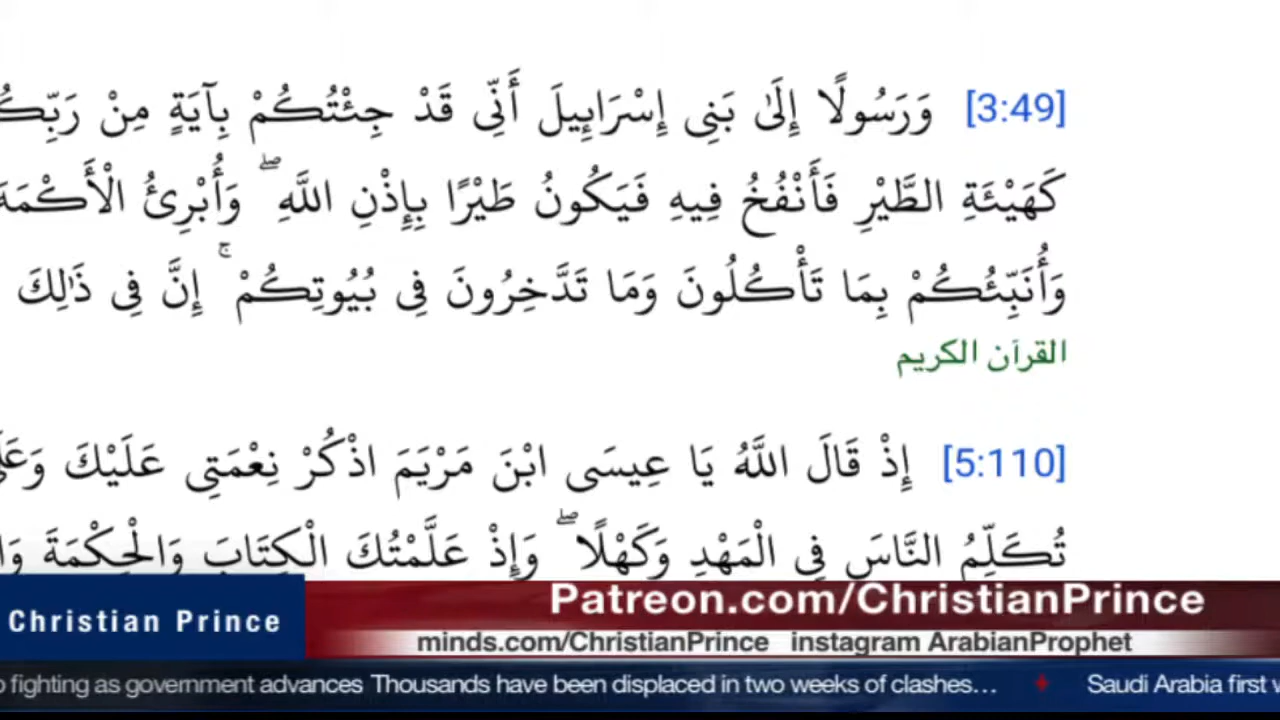 [3:49] وَرَسُولًا إِلَىٰ بَنِي إِسْرَايِيلَ أَنِّي قَدْ جِئْتُكُمْ بِآيَةٍ مِنْ
كَهَيْئَةِ الطَّيْرِ فَأَنْفُخُ فِيهِ فَيَكُونُ طَيْرًا بِإِذْنِ اللَّهِ ۖ وَأُبْرِئُ
وَأُنَبِّئُكُمْ بِمَا تَأْكُلُونَ وَمَا تَدَّخِرُونَ فِي بُيُوتِكُمْ ۚ إِنَّ فِي ذَٰلِكَ
القرآن الكريم
[5:110] إِذْ قَالَ اللَّهُ يَا عِيسَى ابْنَ مَرْيَمَ اذْكُرْ نِعْمَتِي عَلَيْكَ
تُكَلِّمُ النَّاسَ فِي الْمَهْدِ وَكَهْلًا ۖ وَإِذْ عَلَّمْتُكَ الْكِتَابَ وَالْحِكْمَةَ
Christian Prince
Patreon.com/ChristianPrince
minds.com/ChristianPrince instagram ArabianProphet
fighting as government advances Thousands have been displaced in two weeks of clashes... Saudi Arabia first